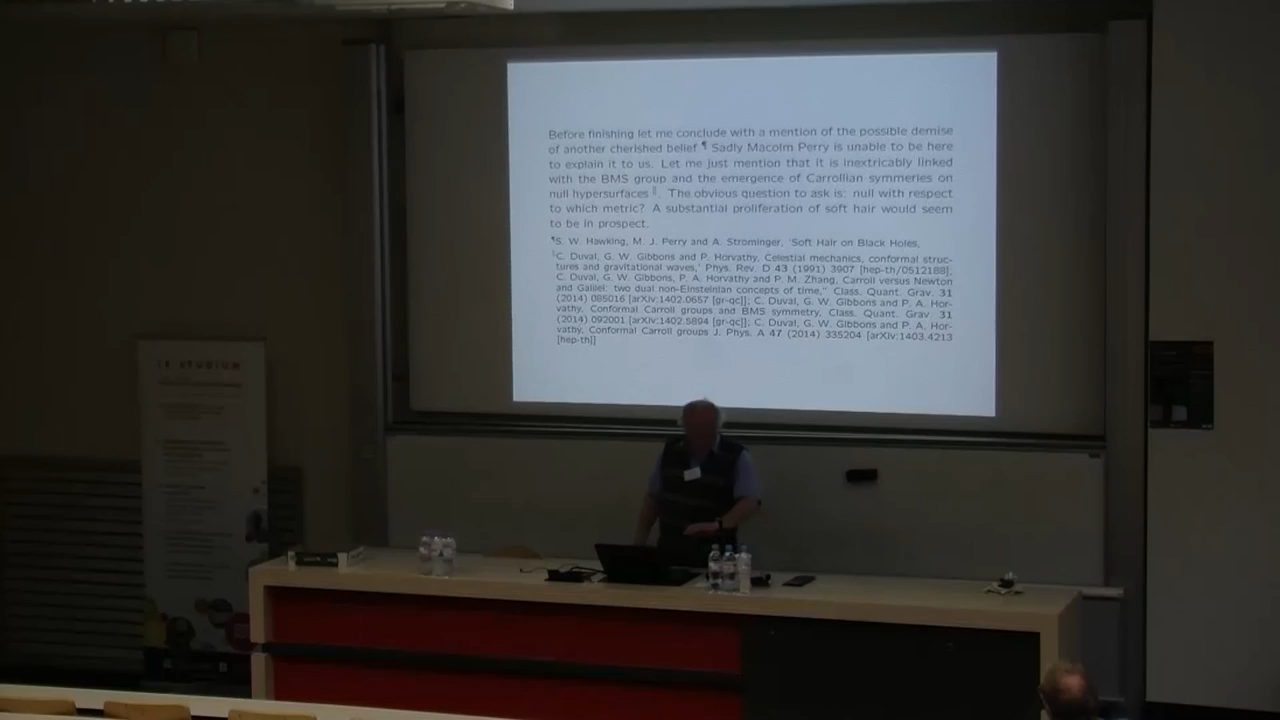 Before finishing let me conclude with a mention of the possible demise
of another cherished belief ¶ Sadly Macolm Perry is unable to be here
to explain it to us. Let me just mention that it is inextricably linked
with the BMS group and the emergence of Carrollian symmeries on
null hypersurfaces ‖. The obvious question to ask is: null with respect
to which metric? A substantial proliferation of soft hair would seem
to be in prospect.
¶S. W. Hawking, M. J. Perry and A. Strominger, 'Soft Hair on Black Holes,
‖C. Duval, G. W. Gibbons and P. Horvathy, Celestial mechanics, conformal struc-
tures and gravitational waves,' Phys. Rev. D 43 (1991) 3907 [hep-th/0512188];
C. Duval, G. W. Gibbons, P. A. Horvathy and P. M. Zhang, Carroll versus Newton
and Galilei: two dual non-Einsteinian concepts of time," Class. Quant. Grav. 31
(2014) 085016 [arXiv:1402.0657 [gr-qc]]; C. Duval, G. W. Gibbons and P. A. Hor-
vathy, Conformal Carroll groups and BMS symmetry, Class. Quant. Grav. 31
(2014) 092001 [arXiv:1402.5894 [gr-qc]]; C. Duval, G. W. Gibbons and P. A. Hor-
vathy, Conformal Carroll groups J. Phys. A 47 (2014) 335204 [arXiv:1403.4213
[hep-th]]
LE STUDIUM